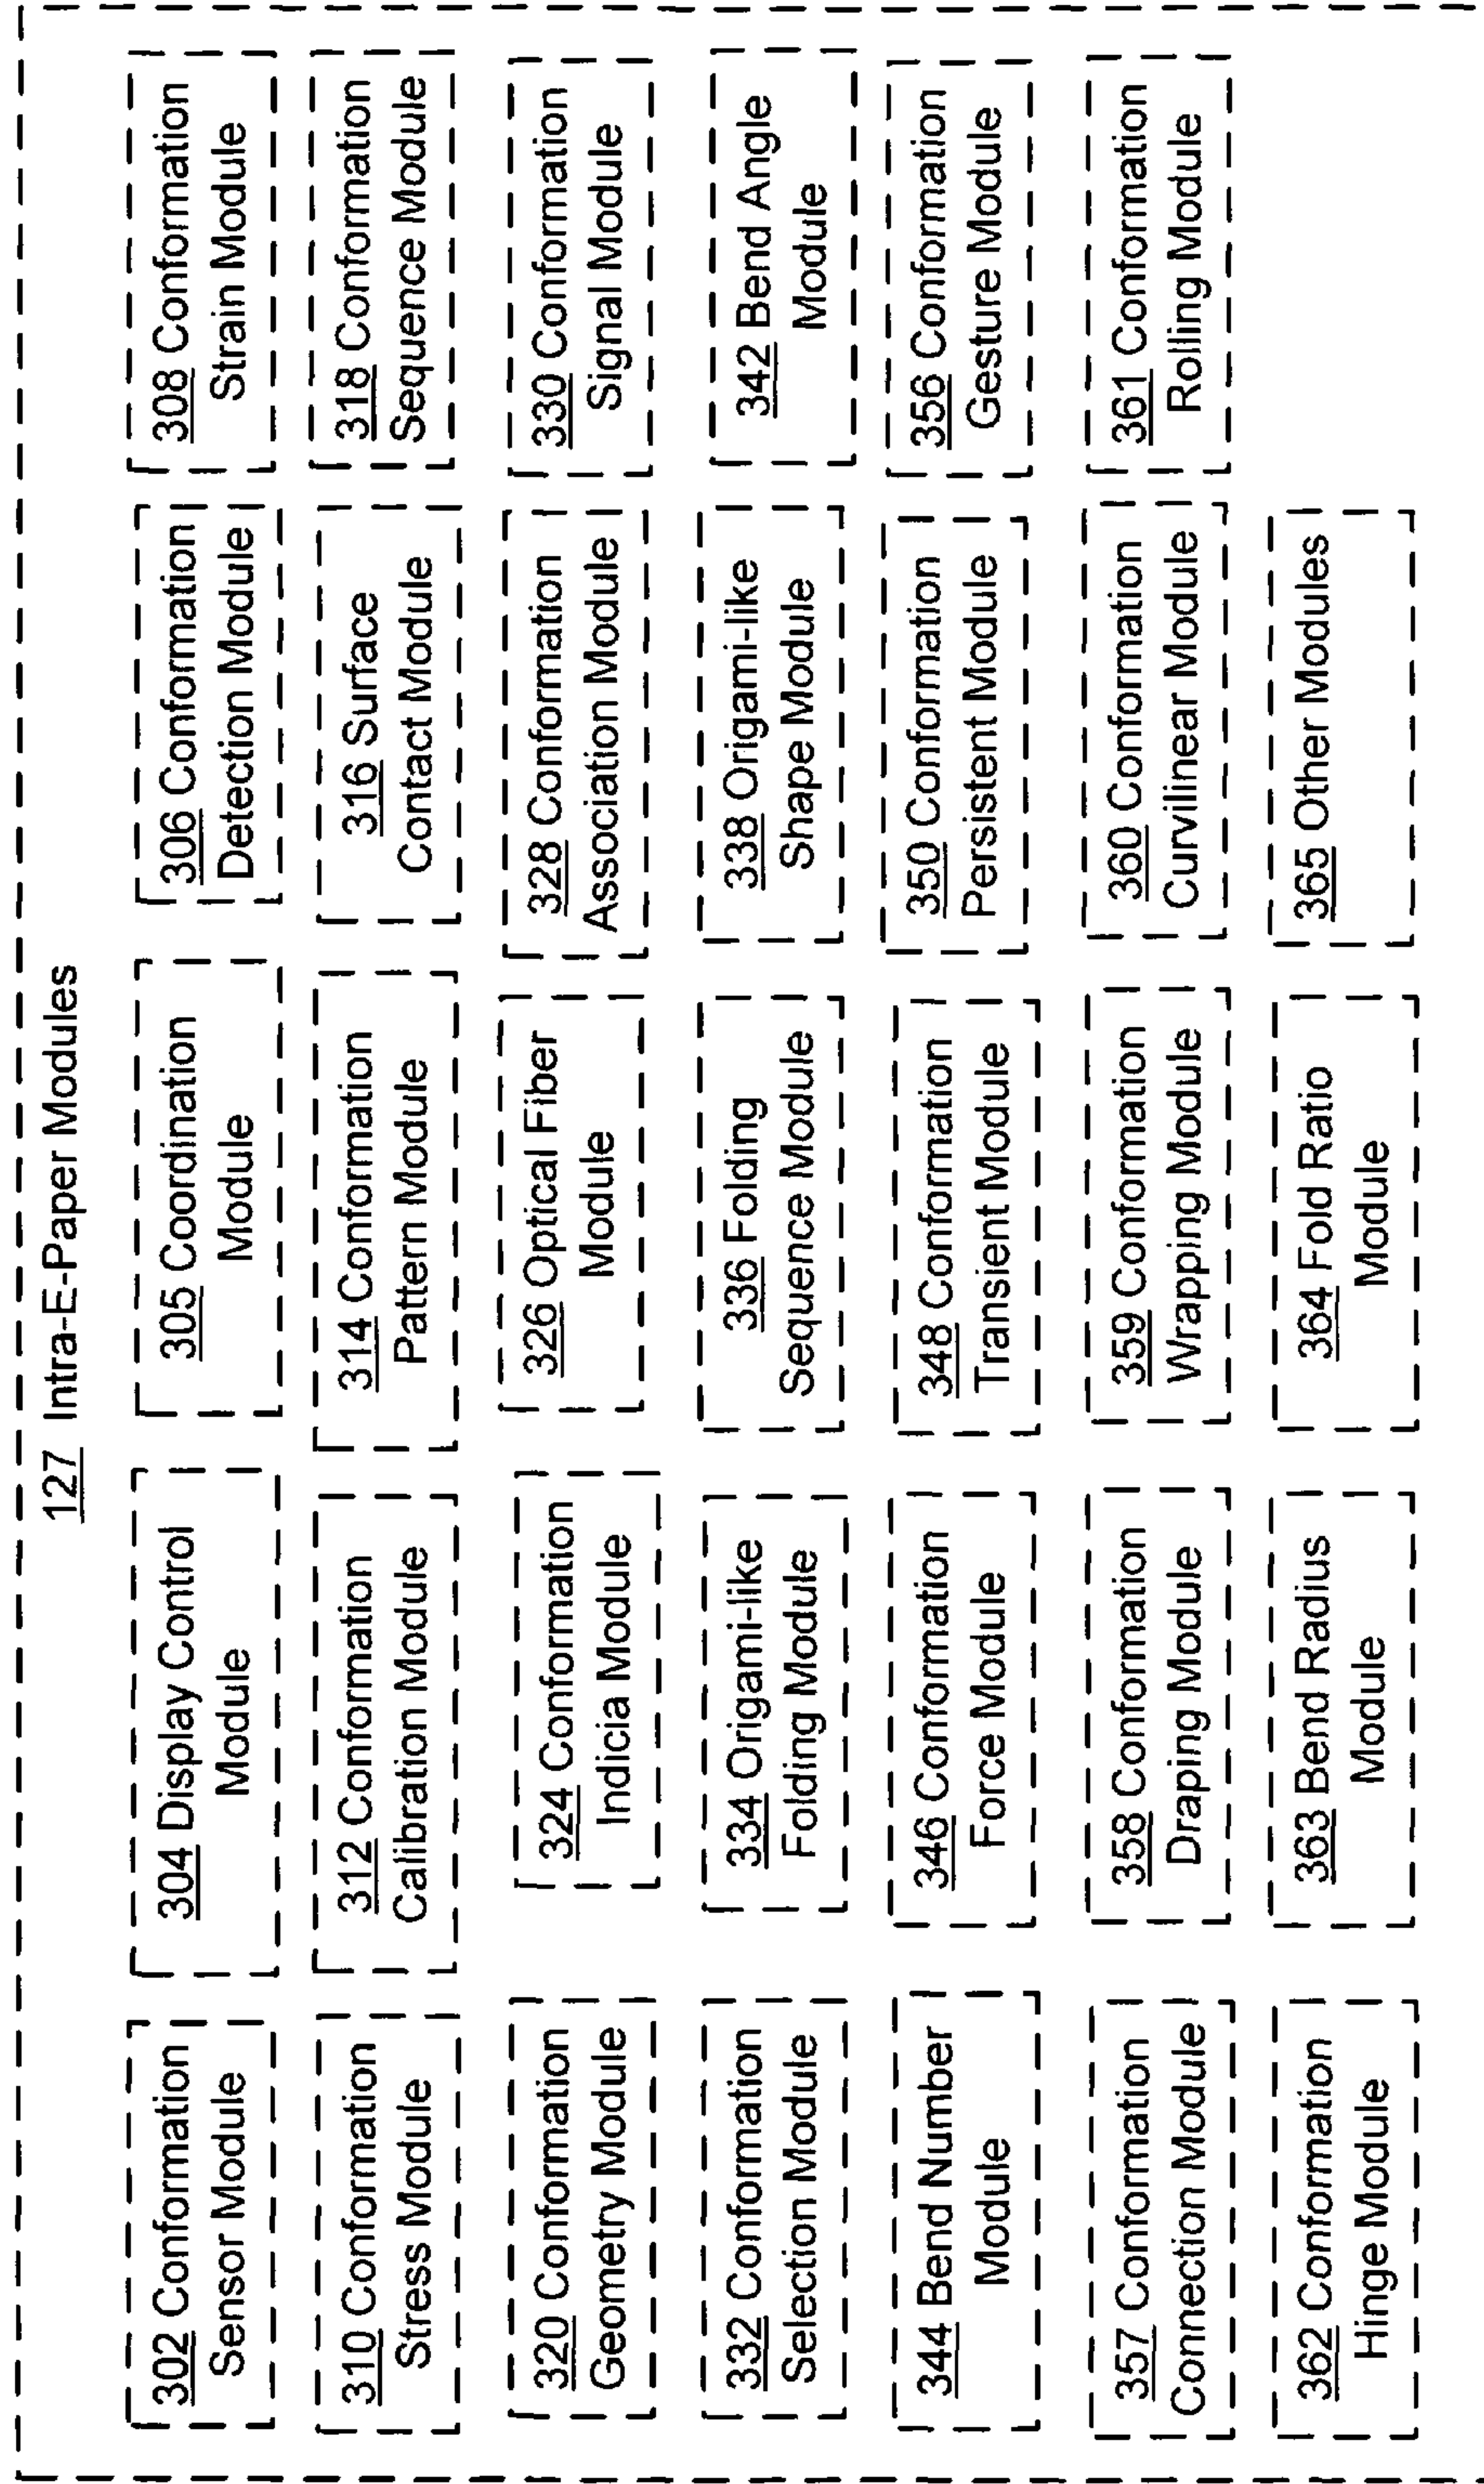 127 Intra-E-Paper Modules
302 Conformation
Sensor Module
304 Display Control
Module
305 Coordination
Module
306 Conformation
Detection Module
308 Conformation
Strain Module
310 Conformation
Stress Module
312 Conformation
Calibration Module
314 Conformation
Pattern Module
316 Surface
Contact Module
318 Conformation
Sequence Module
320 Conformation
Geometry Module
324 Conformation
Indicia Module
326 Optical Fiber
Module
328 Conformation
Association Module
330 Conformation
Signal Module
332 Conformation
Selection Module
334 Origami-like
Folding Module
336 Folding
Sequence Module
338 Origami-like
Shape Module
342 Bend Angle
Module
344 Bend Number
Module
346 Conformation
Force Module
348 Conformation
Transient Module
350 Conformation
Persistent Module
356 Conformation
Gesture Module
357 Conformation
Connection Module
358 Conformation
Draping Module
359 Conformation
Wrapping Module
360 Conformation
Curvilinear Module
361 Conformation
Rolling Module
362 Conformation
Hinge Module
363 Bend Radius
Module
364 Fold Ratio
Module
365 Other Modules